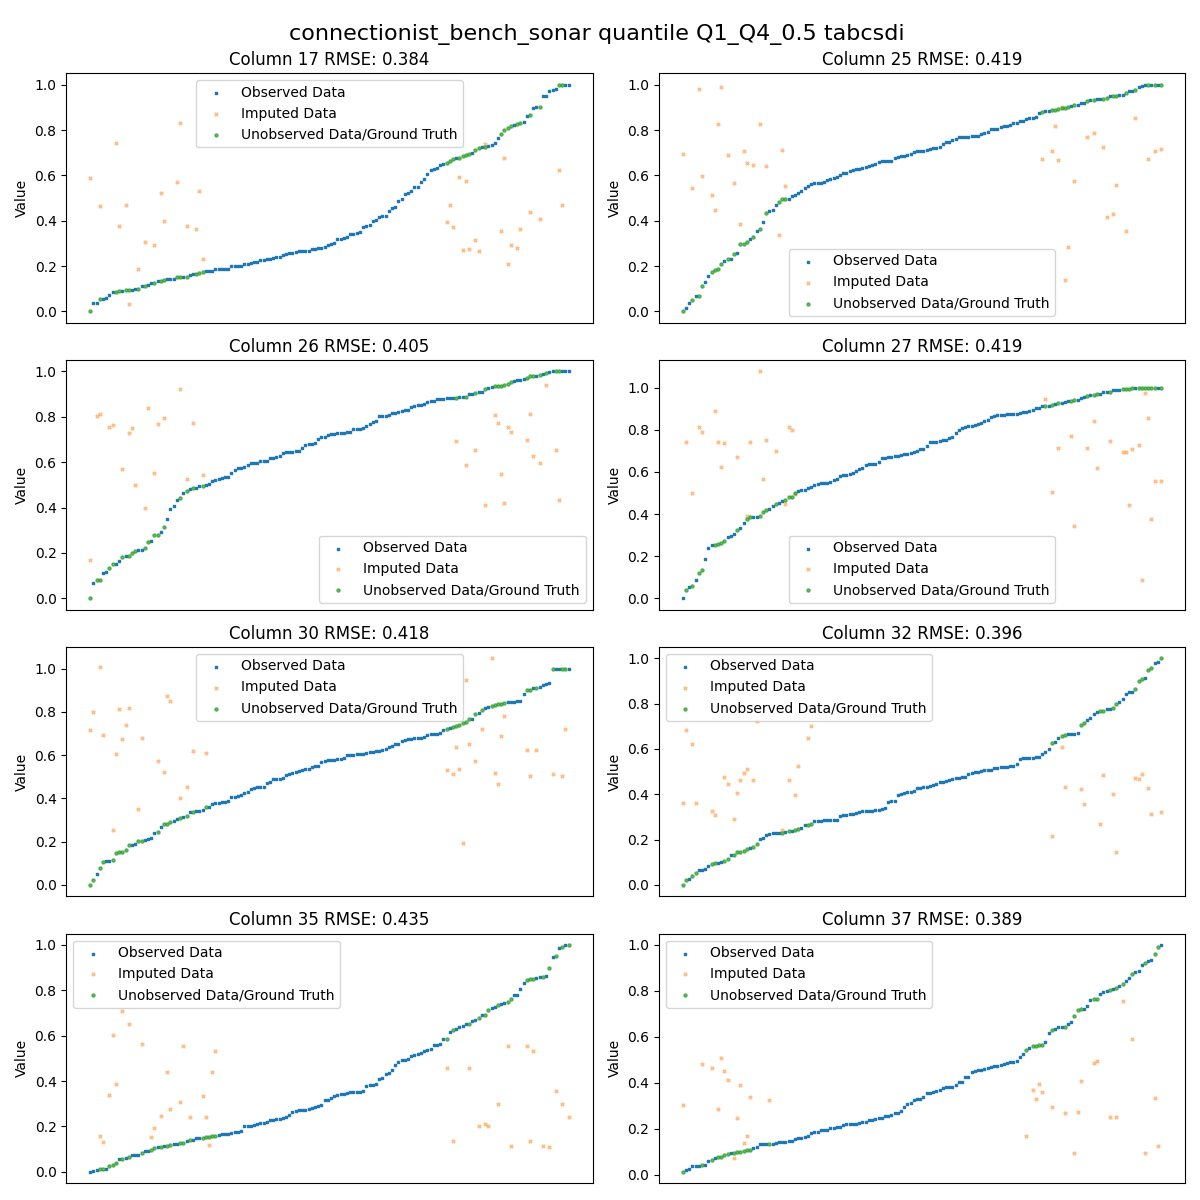 connectionist_bench_sonar quantile Q1_Q4_0.5 tabcsdi
Column 17 RMSE: 0.384
Value
1.0
0.8
0.6
0.4
0.2
0.0
Observed Data
Imputed Data
Unobserved Data/Ground Truth
Column 25 RMSE: 0.419
Value
1.0
0.8
0.6
0.4
0.2
0.0
Observed Data
Imputed Data
Unobserved Data/Ground Truth
Column 26 RMSE: 0.405
Value
1.0
0.8
0.6
0.4
0.2
0.0
Observed Data
Imputed Data
Unobserved Data/Ground Truth
Column 27 RMSE: 0.419
Value
1.0
0.8
0.6
0.4
0.2
0.0
Observed Data
Imputed Data
Unobserved Data/Ground Truth
Column 30 RMSE: 0.418
Value
1.0
0.8
0.6
0.4
0.2
0.0
Observed Data
Imputed Data
Unobserved Data/Ground Truth
Column 32 RMSE: 0.396
Value
1.0
0.8
0.6
0.4
0.2
0.0
Observed Data
Imputed Data
Unobserved Data/Ground Truth
Column 35 RMSE: 0.435
Value
1.0
0.8
0.6
0.4
0.2
0.0
Observed Data
Imputed Data
Unobserved Data/Ground Truth
Column 37 RMSE: 0.389
Value
1.0
0.8
0.6
0.4
0.2
0.0
Observed Data
Imputed Data
Unobserved Data/Ground Truth